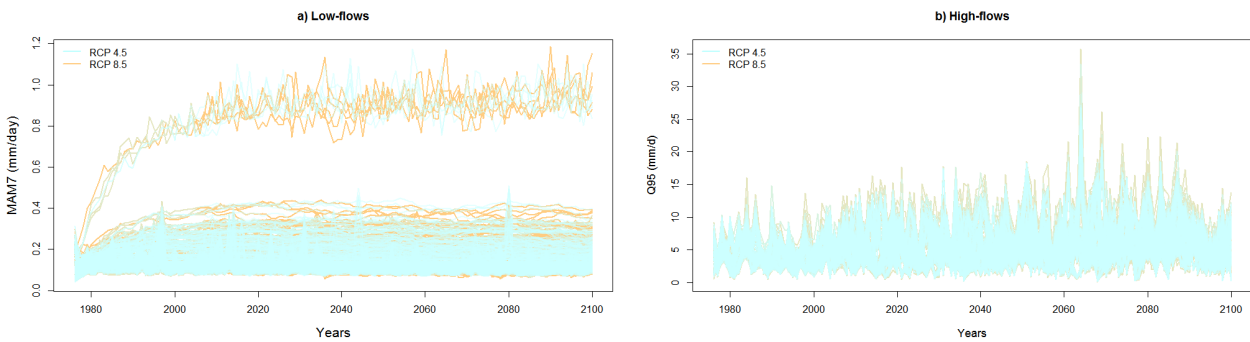 a) Low-flows
RCP 4.5
RCP 8.5
MAM7 (mm/day)
0.0
0.2
0.4
0.6
0.8
1.0
1.2
1980
2000
2020
2040
2060
2080
2100
Years
b) High-flows
RCP 4.5
RCP 8.5
Q95 (mm/d)
0
5
10
15
20
25
30
35
1980
2000
2020
2040
2060
2080
2100
Years